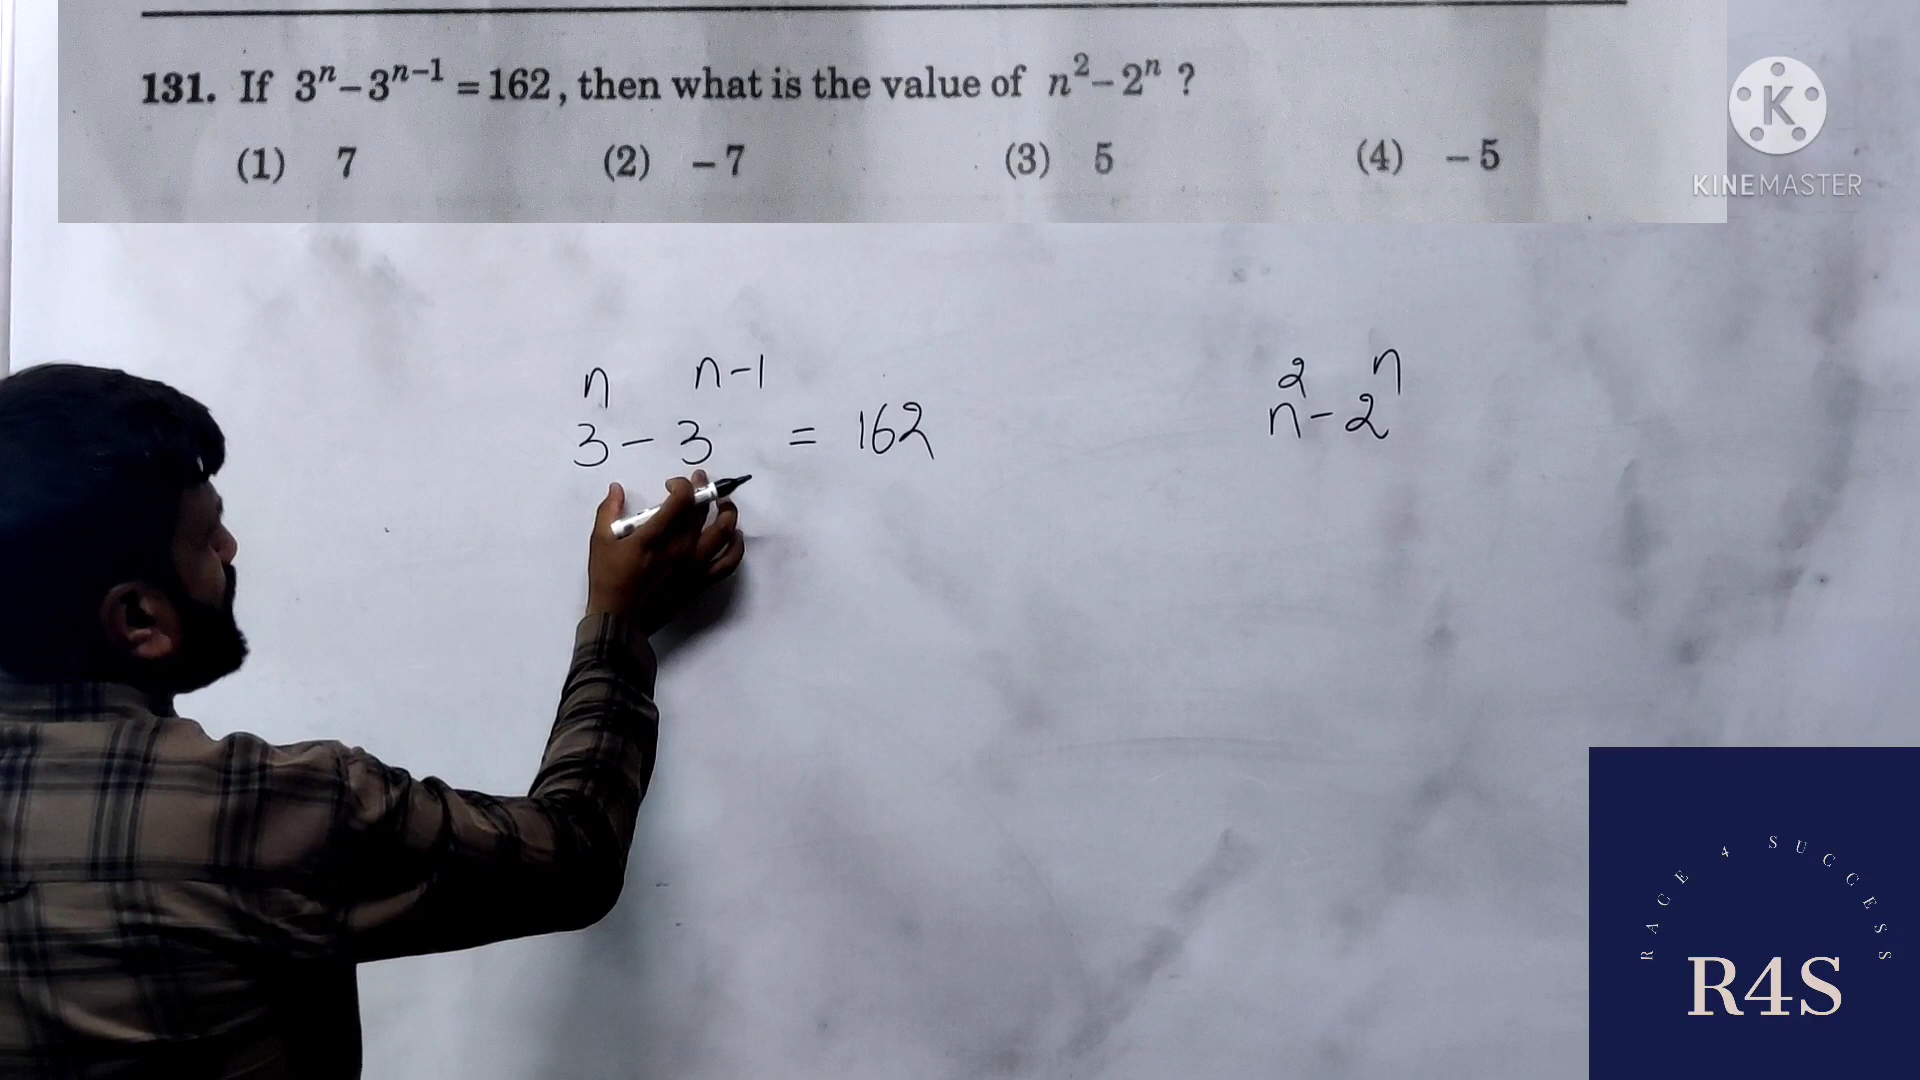 131. If 3ⁿ – 3ⁿ⁻¹ = 162, then what is the value of n² – 2ⁿ ?
(1) 7 (2) – 7 (3) 5 (4) – 5
K
KINEMASTER
3ⁿ – 3ⁿ⁻¹ = 162
n² – 2ⁿ
RACE 4 SUCCESS
R4S